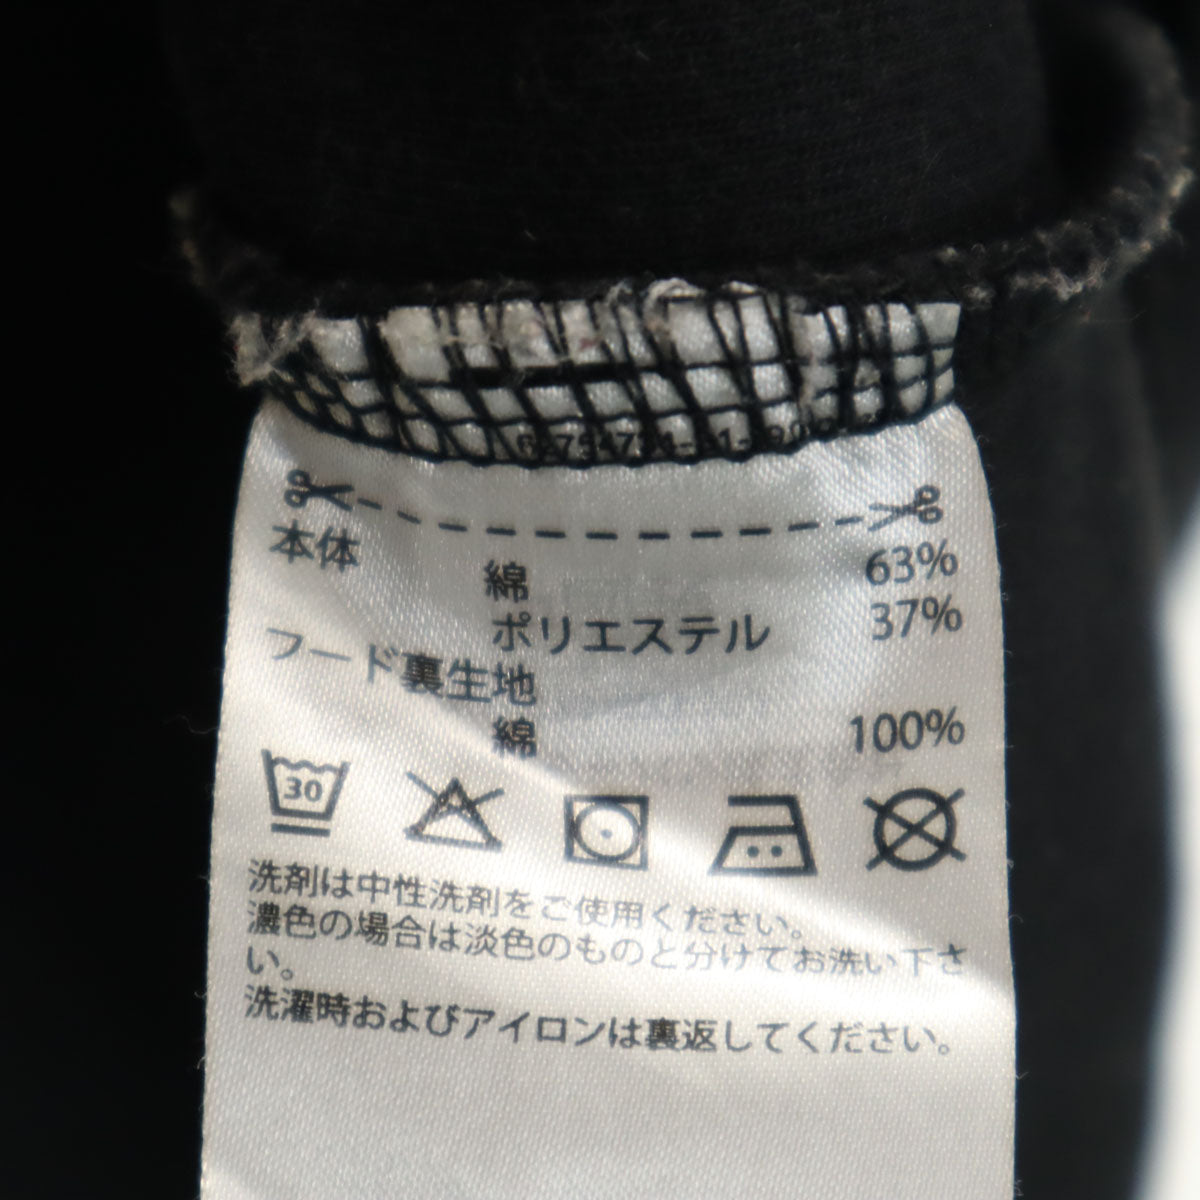 本体
綿 63%
ポリエステル 37%
フード裏生地
綿 100%
30
洗剤は中性洗剤をご使用ください。
濃色の場合は淡色のものと分けてお洗い下さ
い。
洗濯時およびアイロンは裏返してください。